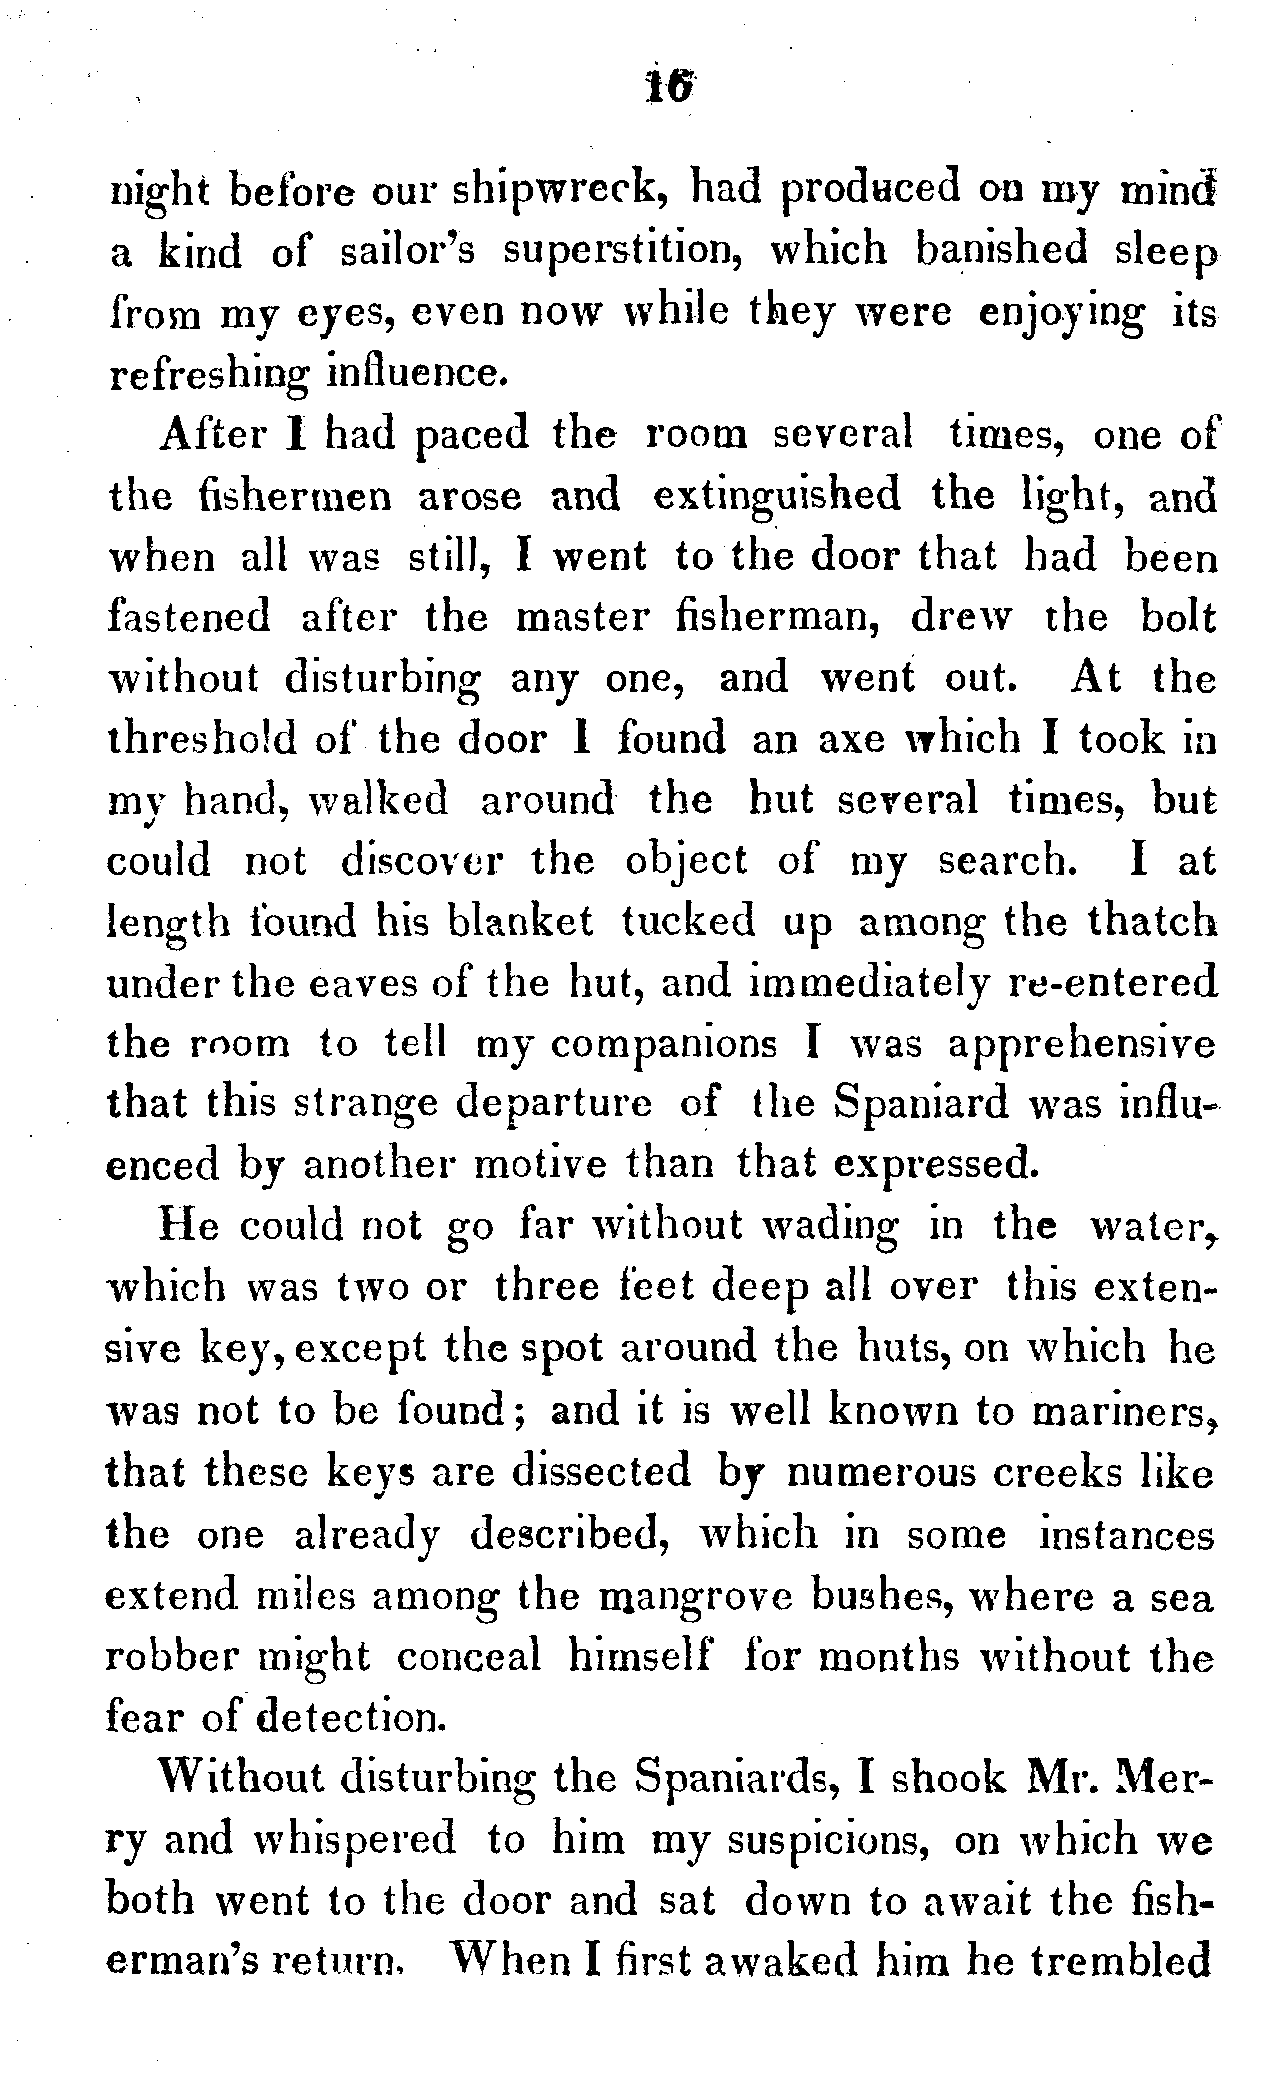 16
night before our shipwreck, had produced on my mind
a kind of sailor's superstition, which banished sleep
from my eyes, even now while they were enjoying its
refreshing influence.
After I had paced the room several times, one of
the fishermen arose and extinguished the light, and
when all was still, I went to the door that had been
fastened after the master fisherman, drew the bolt
without disturbing any one, and went out. At the
threshold of the door I found an axe which I took in
my hand, walked around the hut several times, but
could not discover the object of my search. I at
length found his blanket tucked up among the thatch
under the eaves of the hut, and immediately re-entered
the room to tell my companions I was apprehensive
that this strange departure of the Spaniard was influ-
enced by another motive than that expressed.
He could not go far without wading in the water,
which was two or three feet deep all over this exten-
sive key, except the spot around the huts, on which he
was not to be found; and it is well known to mariners,
that these keys are dissected by numerous creeks like
the one already described, which in some instances
extend miles among the mangrove bushes, where a sea
robber might conceal himself for months without the
fear of detection.
Without disturbing the Spaniards, I shook Mr. Mer-
ry and whispered to him my suspicions, on which we
both went to the door and sat down to await the fish-
erman's return. When I first awaked him he trembled